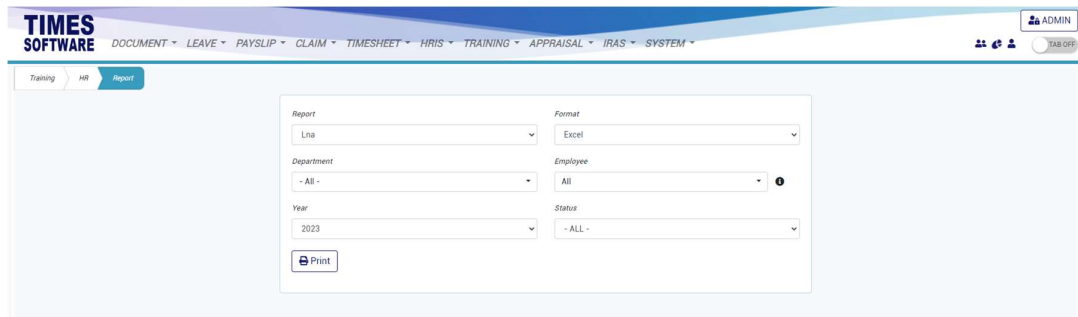 TIMES
SOFTWARE
DOCUMENT LEAVE PAYSLIP CLAIM TIMESHEET HRIS TRAINING APPRAISAL IRAS SYSTEM
ADMIN
TAB OFF
Training HR Report
Report Format
Lna Excel
Department Employee
- All - All
Year Status
2023 - ALL -
Print